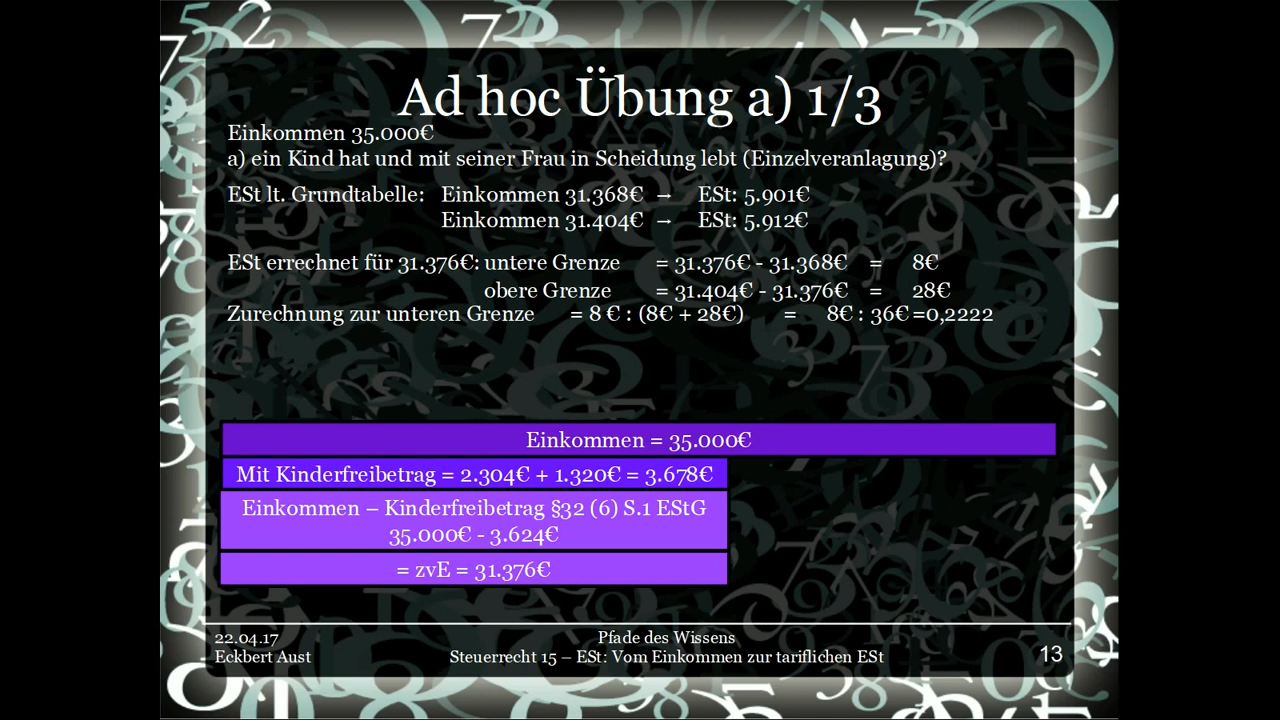 Ad hoc Übung a) 1/3
Einkommen 35.000€
a) ein Kind hat und mit seiner Frau in Scheidung lebt (Einzelveranlagung)?
ESt lt. Grundtabelle: Einkommen 31.368€ → ESt: 5.901€
Einkommen 31.404€ → ESt: 5.912€
ESt errechnet für 31.376€: untere Grenze = 31.376€ - 31.368€ = 8€
obere Grenze = 31.404€ - 31.376€ = 28€
Zurechnung zur unteren Grenze = 8 € : (8€ + 28€) = 8€ : 36€ =0,2222
Einkommen = 35.000€
Mit Kinderfreibetrag = 2.304€ + 1.320€ = 3.678€
Einkommen – Kinderfreibetrag §32 (6) S.1 EStG
35.000€ - 3.624€
= zvE = 31.376€
22.04.17
Eckbert Aust
Pfade des Wissens
Steuerrecht 15 – ESt: Vom Einkommen zur tariflichen ESt
13